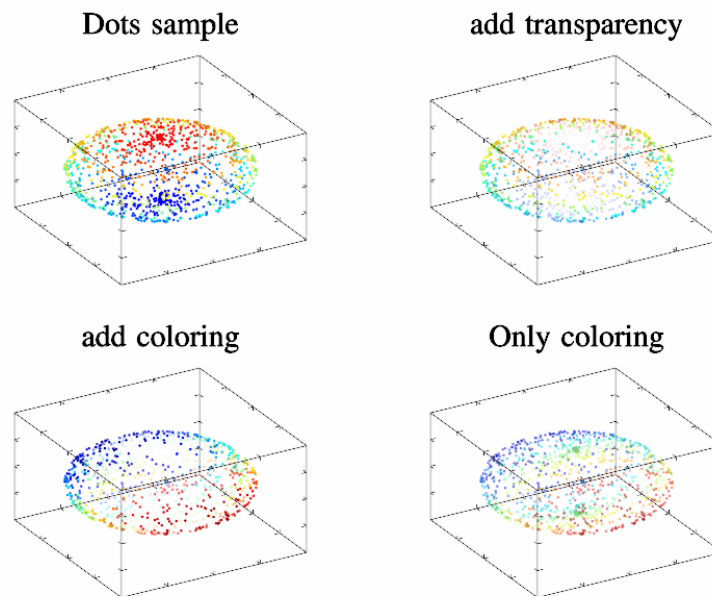 Dots sample
add transparency
add coloring
Only coloring